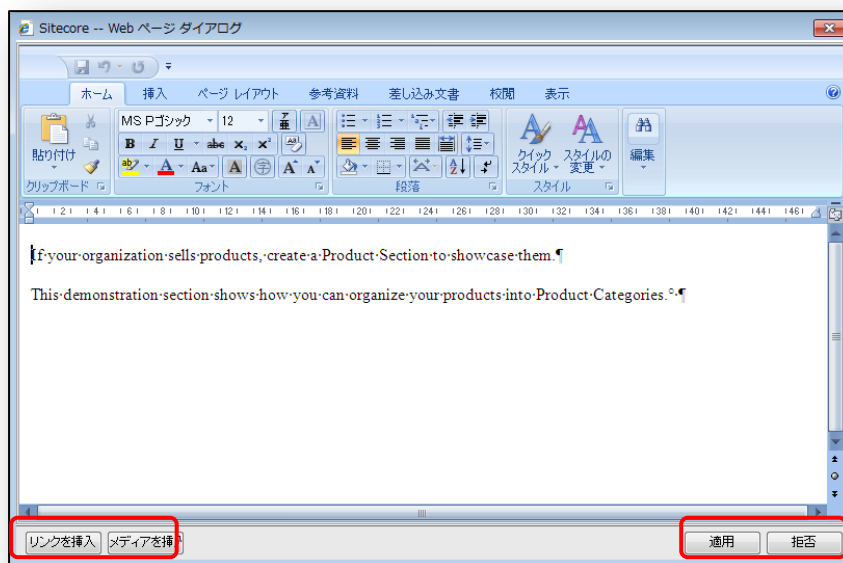 Sitecore -- Web ページ ダイアログ
ホーム 挿入 ページ レイアウト 参考資料 差し込み文書 校閲 表示
MS Pゴシック 12
貼り付け
クイック スタイル
スタイルの 変更
編集
クリップボード フォント 段落 スタイル
If·your·organization·sells·products,·create·a·Product·Section·to·showcase·them.¶
This·demonstration·section·shows·how·you·can·organize·your·products·into·Product·Categories.°·¶
リンクを挿入 メディアを挿 適用 拒否